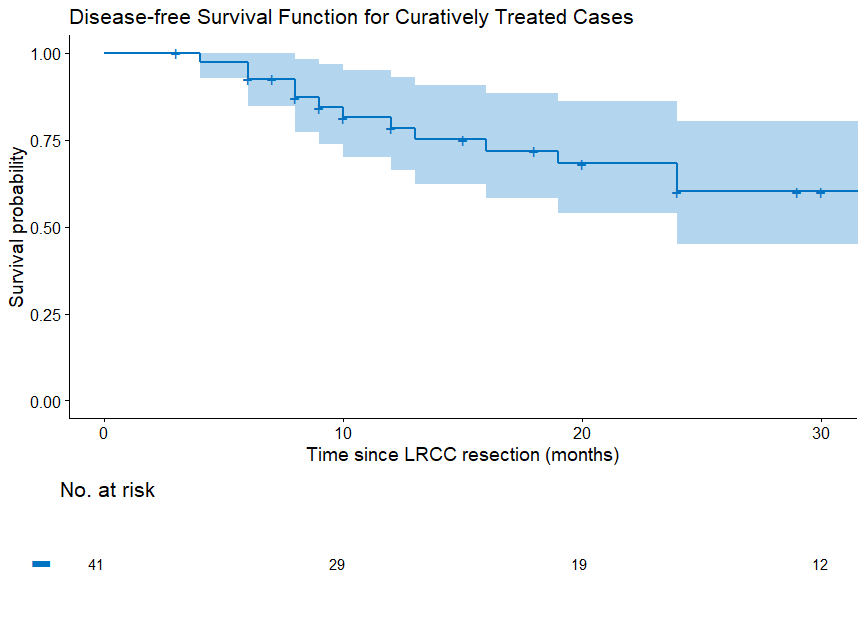 Disease-free Survival Function for Curatively Treated Cases
Survival probability
1.00
0.75
0.50
0.25
0.00
0 10 20 30
Time since LRCC resection (months)
No. at risk
41 29 19 12